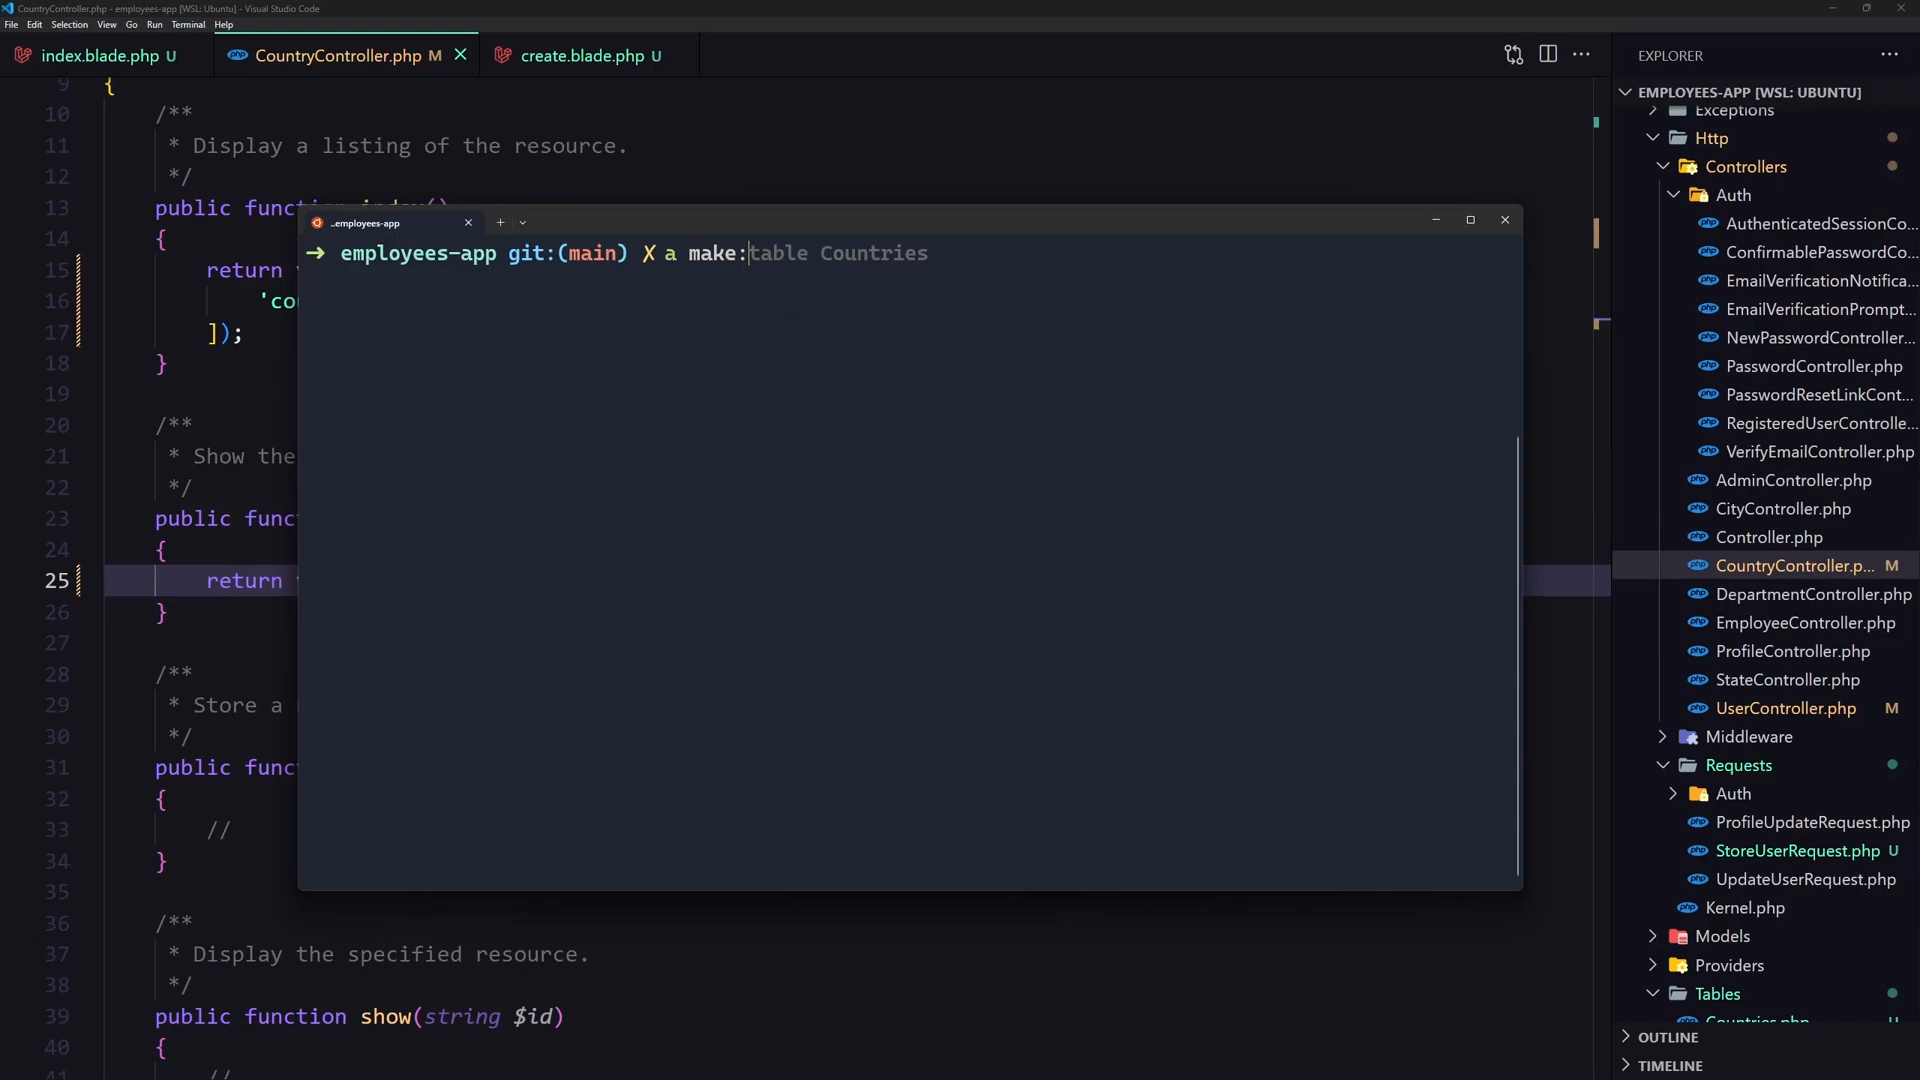 CountryController.php - employees-app [WSL: Ubuntu] - Visual Studio Code
File Edit Selection View Go Run Terminal Help
index.blade.php U
CountryController.php M
create.blade.php U
9 {
10 /**
11 * Display a listing of the resource.
12 */
13 public function index()
14 {
15 return
16 'cou
17 ]);
18 }
19
20 /**
21 * Show the
22 */
23 public func
24 {
25 return
26 }
27
28 /**
29 * Store a
30 */
31 public func
32 {
33 //
34 }
35
36 /**
37 * Display the specified resource.
38 */
39 public function show(string $id)
40 {
41 //
..employees-app
➜ employees-app git:(main) ✗ a make:table Countries
EXPLORER
EMPLOYEES-APP [WSL: UBUNTU]
Exceptions
Http
Controllers
Auth
AuthenticatedSessionCo...
ConfirmablePasswordCo...
EmailVerificationNotifica...
EmailVerificationPrompt...
NewPasswordController...
PasswordController.php
PasswordResetLinkCont...
RegisteredUserControlle...
VerifyEmailController.php
AdminController.php
CityController.php
Controller.php
CountryController.p... M
DepartmentController.php
EmployeeController.php
ProfileController.php
StateController.php
UserController.php M
Middleware
Requests
Auth
ProfileUpdateRequest.php
StoreUserRequest.php U
UpdateUserRequest.php
Kernel.php
Models
Providers
Tables
Countries.php U
OUTLINE
TIMELINE